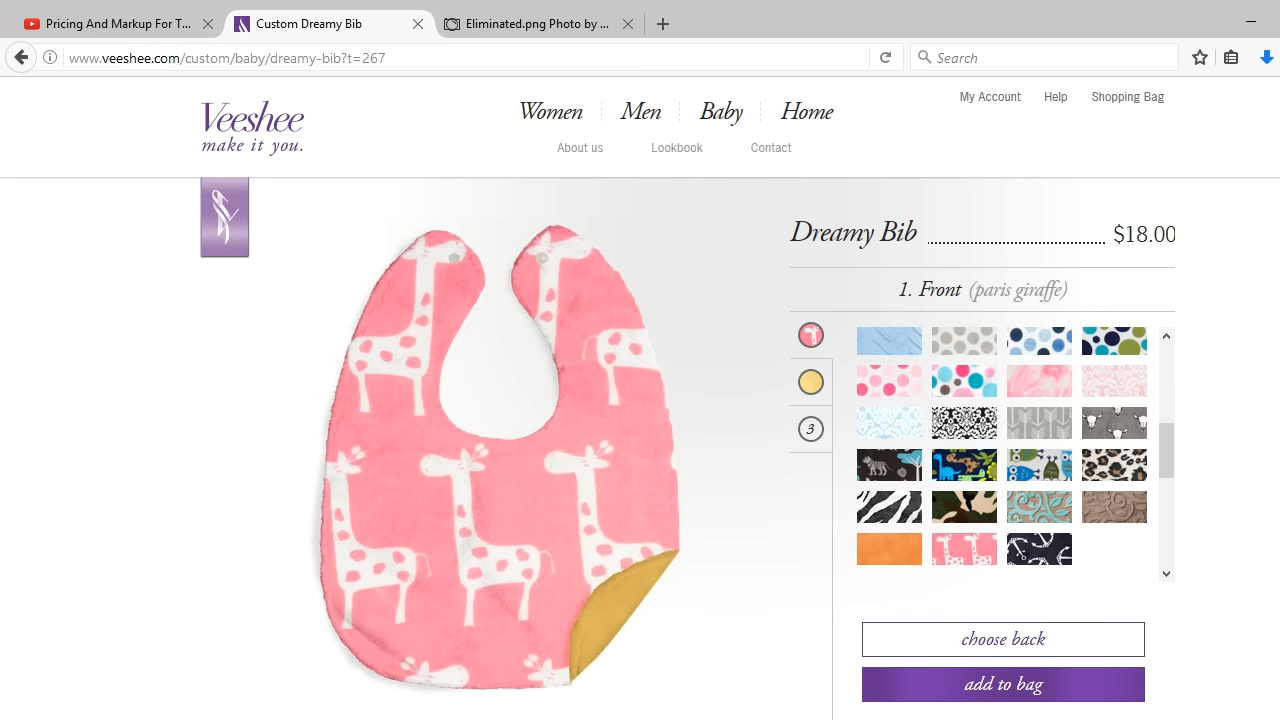 Pricing And Markup For T...
Custom Dreamy Bib
Eliminated.png Photo by ...
www.veeshee.com/custom/baby/dreamy-bib?t=267
Search
My Account Help Shopping Bag
Veeshee
make it you.
Women Men Baby Home
About us Lookbook Contact
Dreamy Bib $18.00
1. Front (paris giraffe)
3
choose back
add to bag